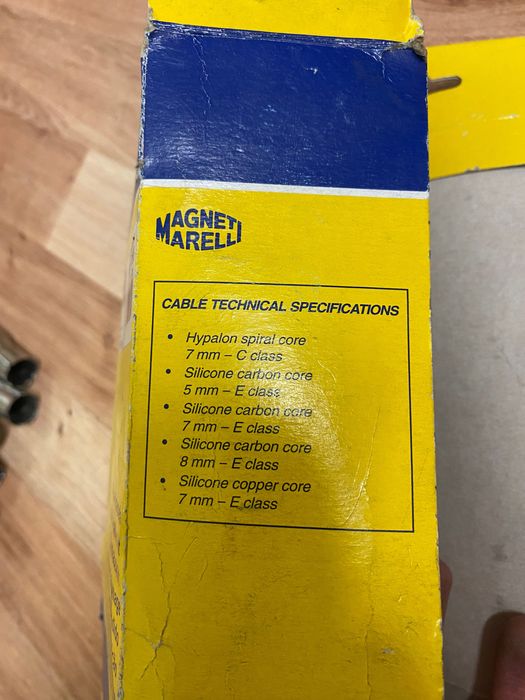 MAGNETI
MARELLI
CABLE TECHNICAL SPECIFICATIONS
• Hypalon spiral core
7 mm – C class
• Silicone carbon core
5 mm – E class
• Silicone carbon core
7 mm – E class
• Silicone carbon core
8 mm – E class
• Silicone copper core
7 mm – E class